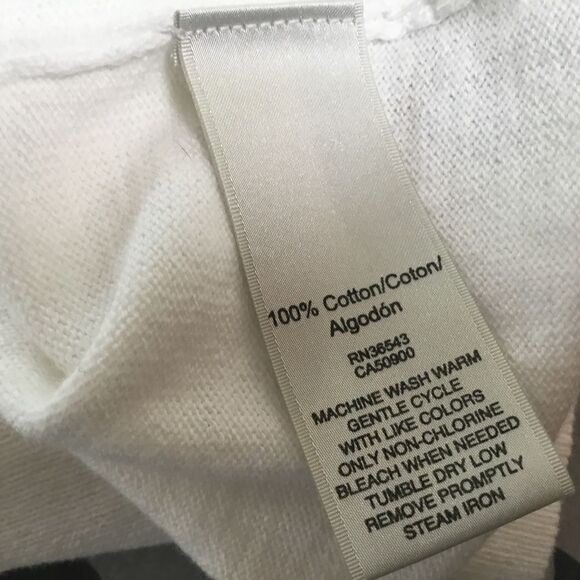 100% Cotton/Coton/
Algodón
RN36543
CA50900
MACHINE WASH WARM
GENTLE CYCLE
WITH LIKE COLORS
ONLY NON-CHLORINE
BLEACH WHEN NEEDED
TUMBLE DRY LOW
REMOVE PROMPTLY
STEAM IRON